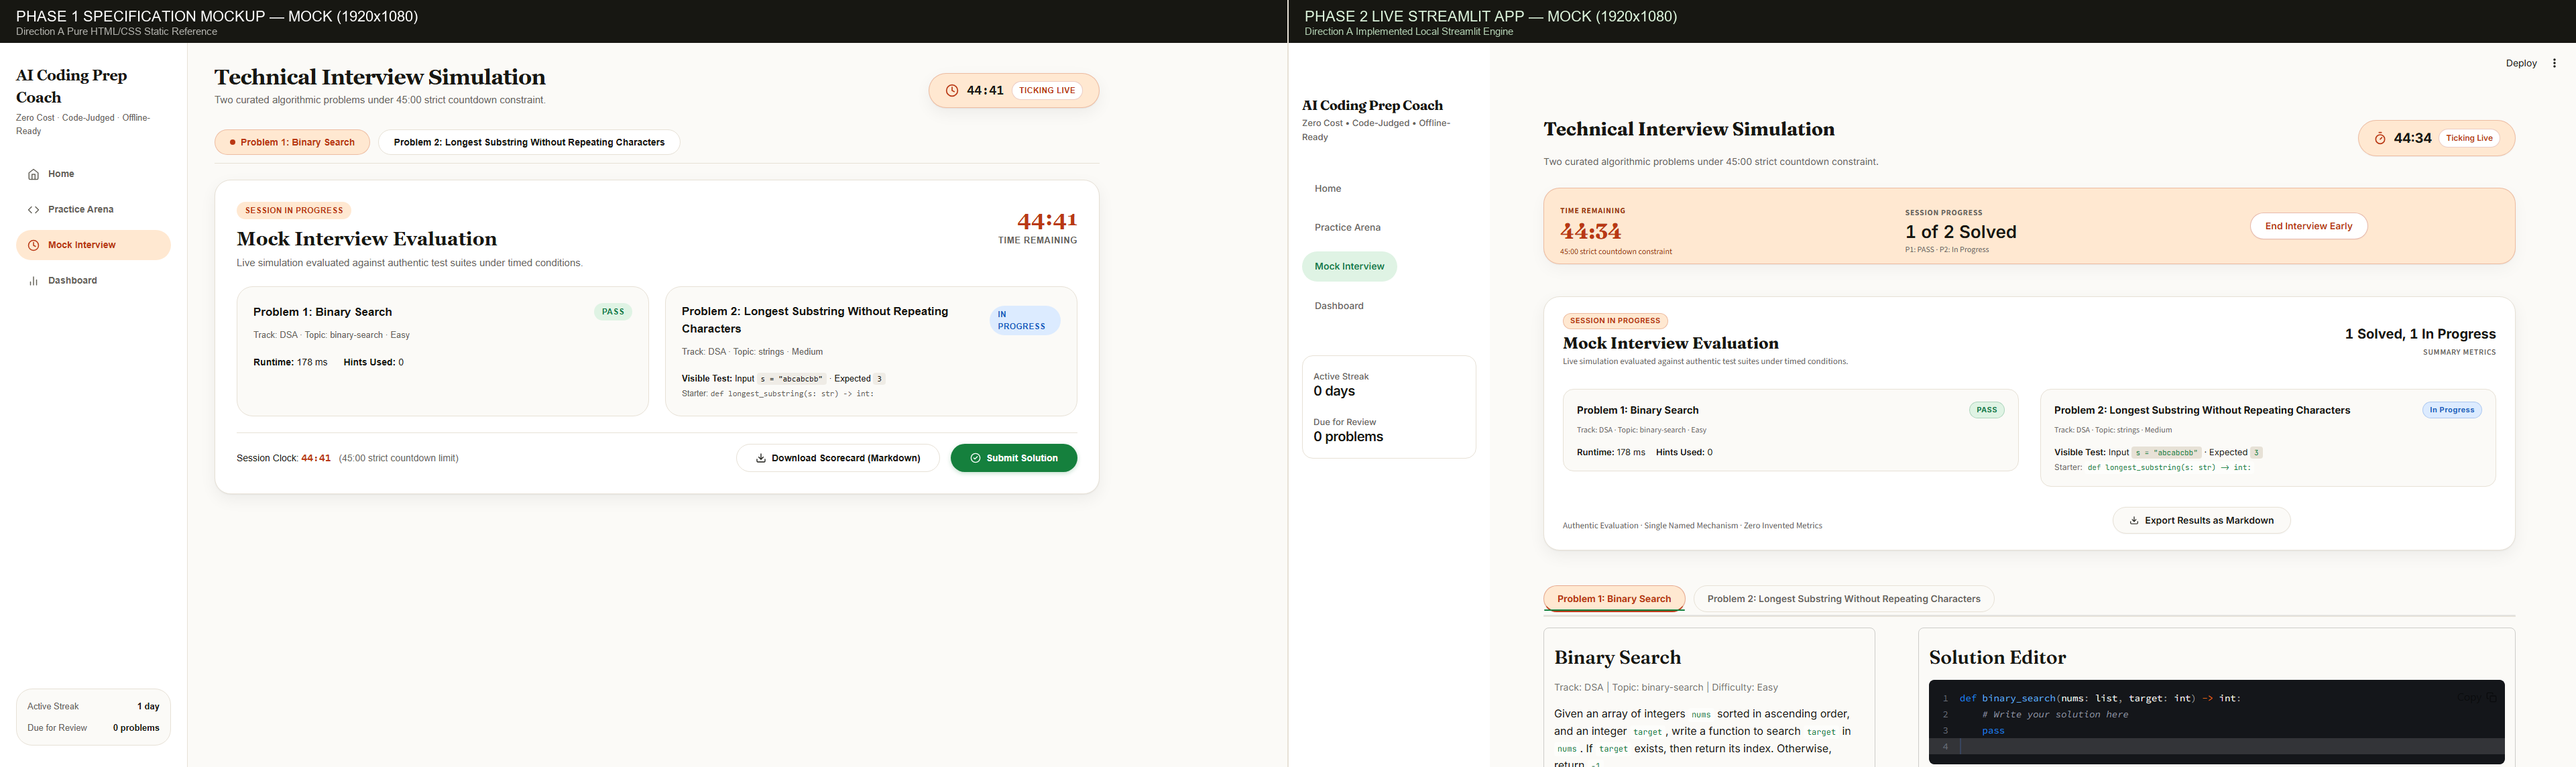 PHASE 1 SPECIFICATION MOCKUP — MOCK (1920x1080)
Direction A Pure HTML/CSS Static Reference
AI Coding Prep
Coach
Zero Cost · Code-Judged · Offline-
Ready
Home
Practice Arena
Mock Interview
Dashboard
Active Streak 1 day
Due for Review 0 problems
Technical Interview Simulation
Two curated algorithmic problems under 45:00 strict countdown constraint.
44:41 TICKING LIVE
Problem 1: Binary Search
Problem 2: Longest Substring Without Repeating Characters
SESSION IN PROGRESS
Mock Interview Evaluation
Live simulation evaluated against authentic test suites under timed conditions.
44:41
TIME REMAINING
Problem 1: Binary Search
PASS
Track: DSA · Topic: binary-search · Easy
Runtime: 178 ms Hints Used: 0
Problem 2: Longest Substring Without Repeating
Characters
IN
PROGRESS
Track: DSA · Topic: strings · Medium
Visible Test: Input s = "abcabcbb" · Expected 3
Starter: def longest_substring(s: str) -> int:
Session Clock: 44:41 (45:00 strict countdown limit)
Download Scorecard (Markdown)
Submit Solution
PHASE 2 LIVE STREAMLIT APP — MOCK (1920x1080)
Direction A Implemented Local Streamlit Engine
Deploy
AI Coding Prep Coach
Zero Cost • Code-Judged • Offline-
Ready
Home
Practice Arena
Mock Interview
Dashboard
Active Streak
0 days
Due for Review
0 problems
Technical Interview Simulation
Two curated algorithmic problems under 45:00 strict countdown constraint.
44:34 Ticking Live
TIME REMAINING
44:34
45:00 strict countdown constraint
SESSION PROGRESS
1 of 2 Solved
P1: PASS · P2: In Progress
End Interview Early
SESSION IN PROGRESS
Mock Interview Evaluation
Live simulation evaluated against authentic test suites under timed conditions.
1 Solved, 1 In Progress
SUMMARY METRICS
Problem 1: Binary Search
PASS
Track: DSA · Topic: binary-search · Easy
Runtime: 178 ms Hints Used: 0
Problem 2: Longest Substring Without Repeating Characters
In Progress
Track: DSA · Topic: strings · Medium
Visible Test: Input s = "abcabcbb" · Expected 3
Starter: def longest_substring(s: str) -> int:
Authentic Evaluation · Single Named Mechanism · Zero Invented Metrics
Export Results as Markdown
Problem 1: Binary Search
Problem 2: Longest Substring Without Repeating Characters
Binary Search
Track: DSA | Topic: binary-search | Difficulty: Easy
Given an array of integers nums sorted in ascending order,
and an integer target, write a function to search target in
nums. If target exists, then return its index. Otherwise,
return -1
Solution Editor
Copy
1 def binary_search(nums: list, target: int) -> int:
2 # Write your solution here
3 pass
4